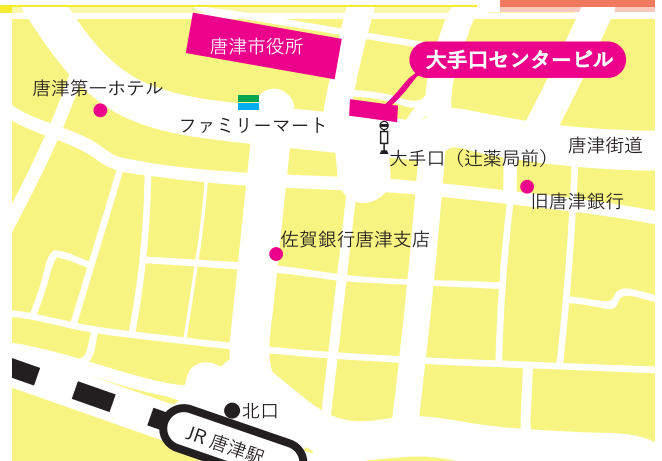 唐津市役所
大手口センタービル
唐津第一ホテル
ファミリーマート
大手口（辻薬局前）
唐津街道
旧唐津銀行
佐賀銀行唐津支店
北口
JR 唐津駅